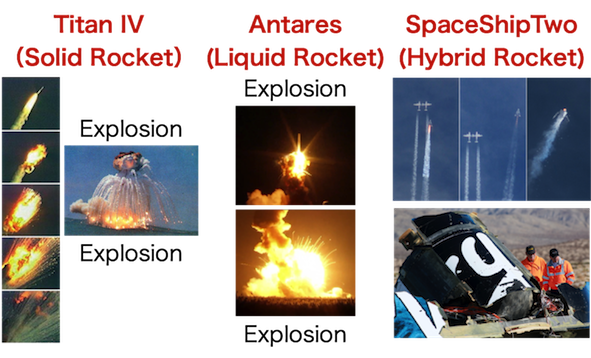 Titan IV
(Solid Rocket)
Explosion
Explosion
Antares
(Liquid Rocket)
Explosion
Explosion
SpaceShipTwo
(Hybrid Rocket)